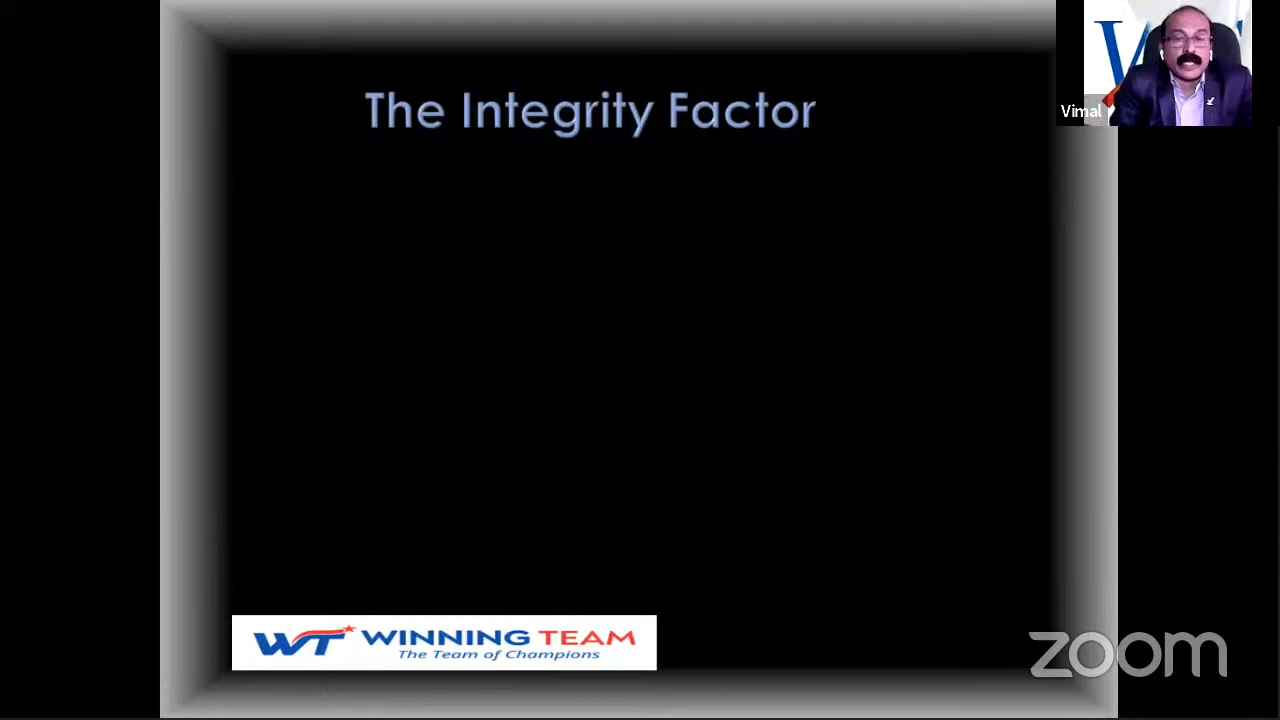 The Integrity Factor
Vimal
WT WINNING TEAM
The Team of Champions
zoom